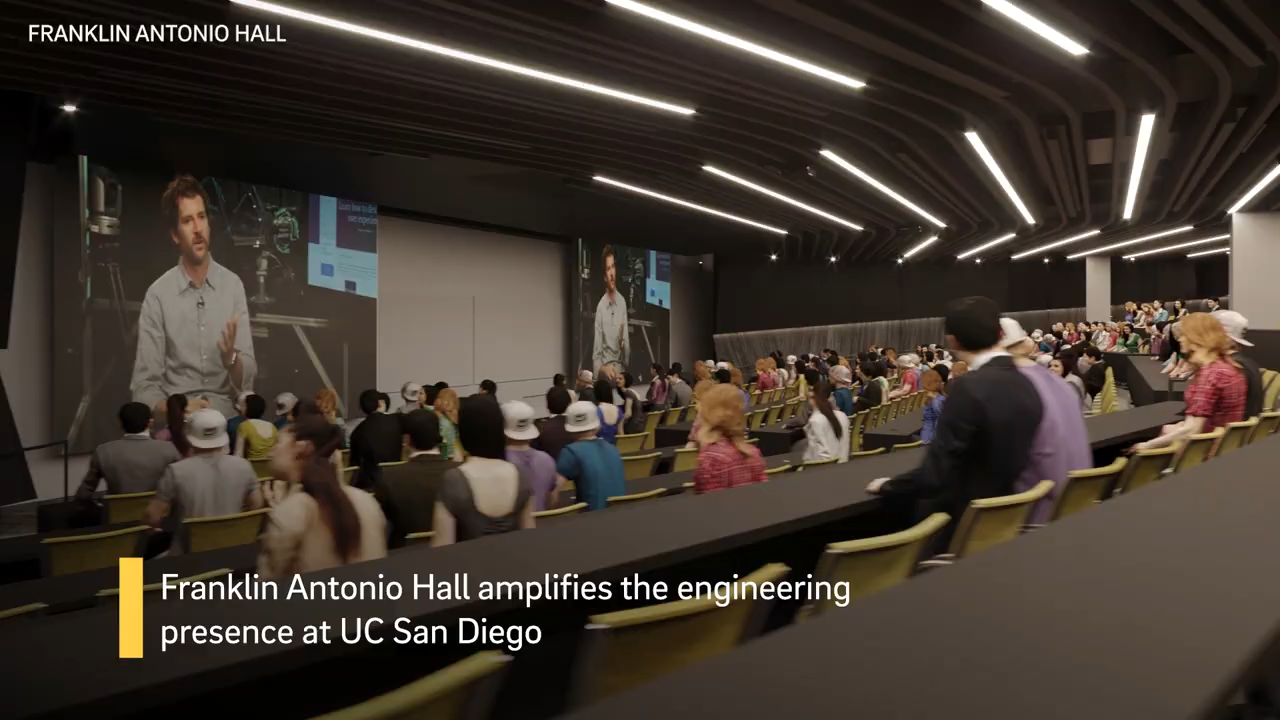 FRANKLIN ANTONIO HALL
Franklin Antonio Hall amplifies the engineering
presence at UC San Diego